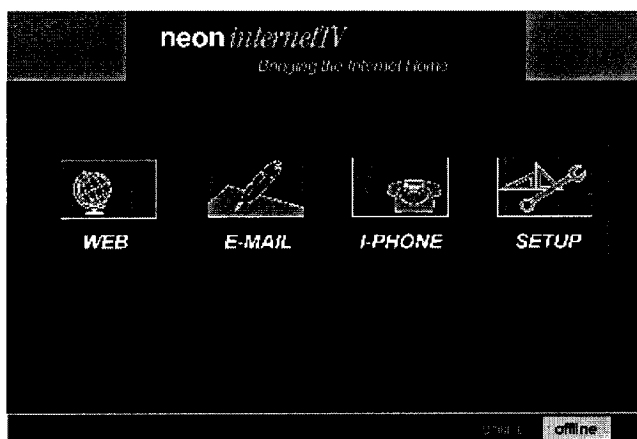 neon internetTV
Bringing the Internet Home
WEB E-MAIL I-PHONE SETUP
offline